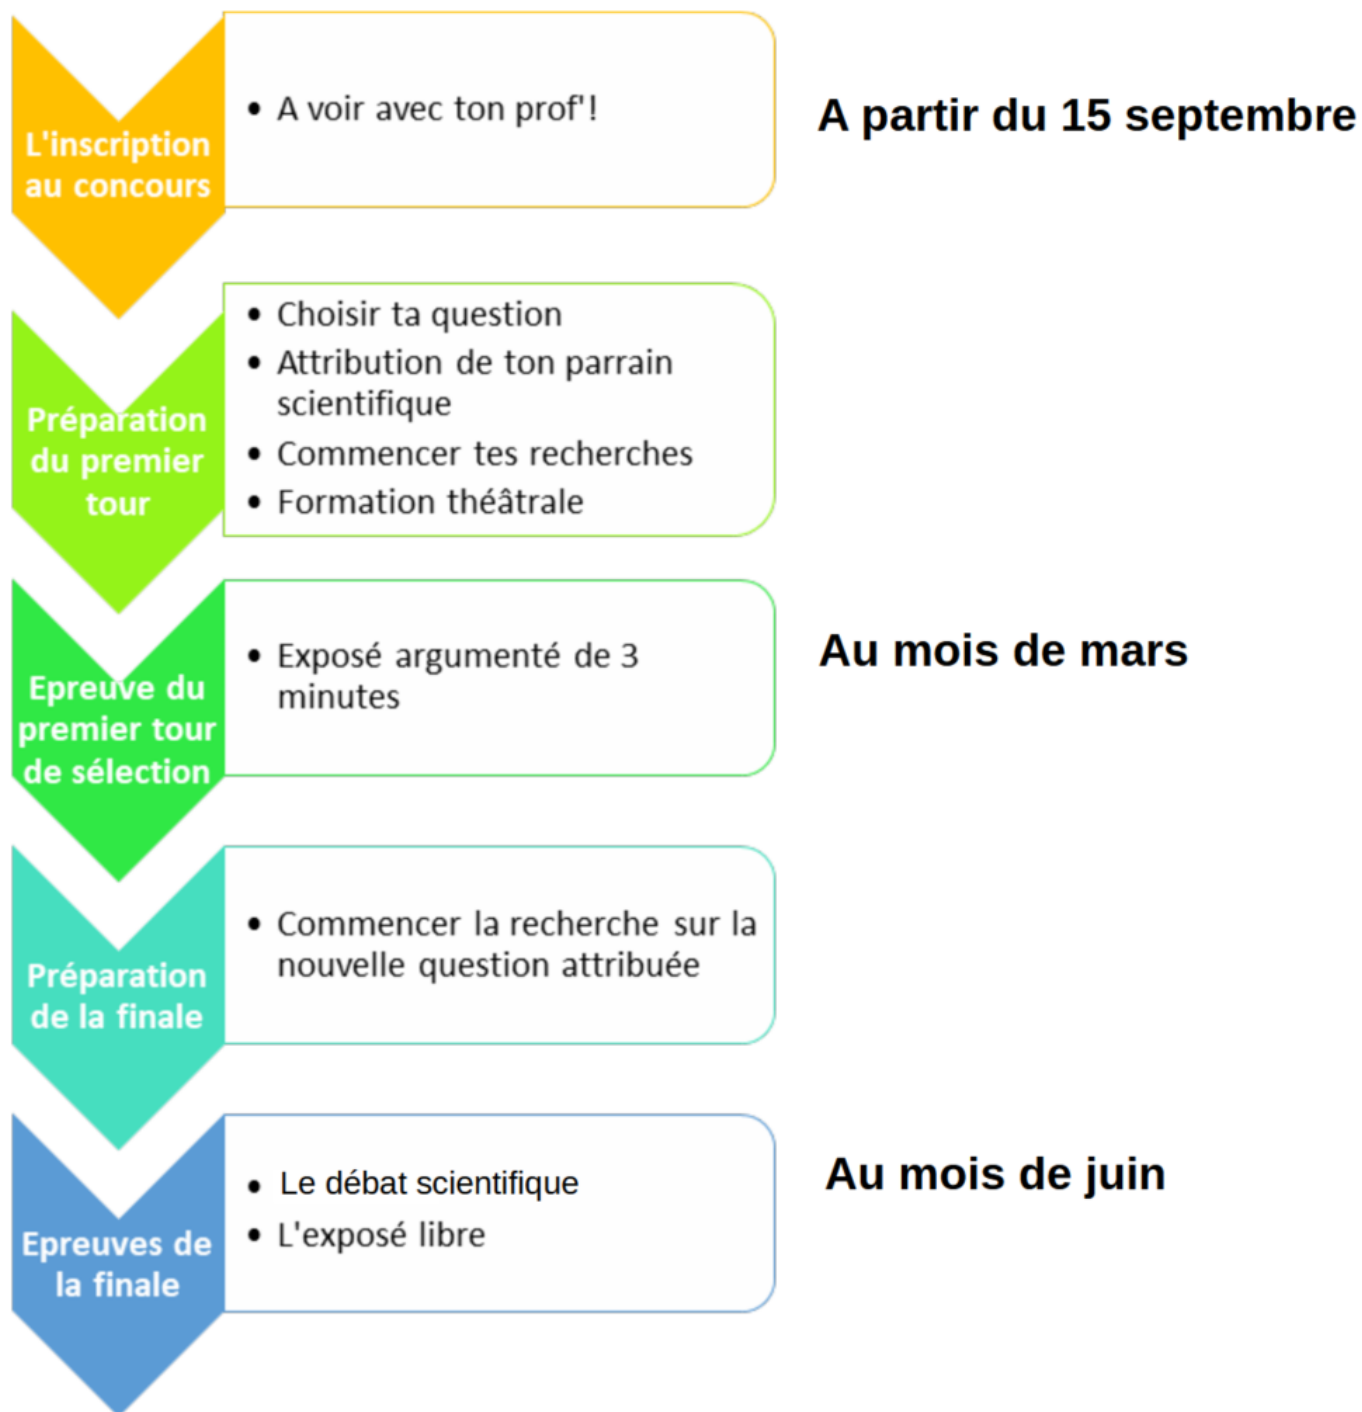 L'inscription
au concours
• A voir avec ton prof'!
A partir du 15 septembre
Préparation
du premier
tour
• Choisir ta question
• Attribution de ton parrain
scientifique
• Commencer tes recherches
• Formation théâtrale
Epreuve du
premier tour
de sélection
• Exposé argumenté de 3
minutes
Au mois de mars
Préparation
de la finale
• Commencer la recherche sur la
nouvelle question attribuée
Epreuves de
la finale
• Le débat scientifique
• L'exposé libre
Au mois de juin